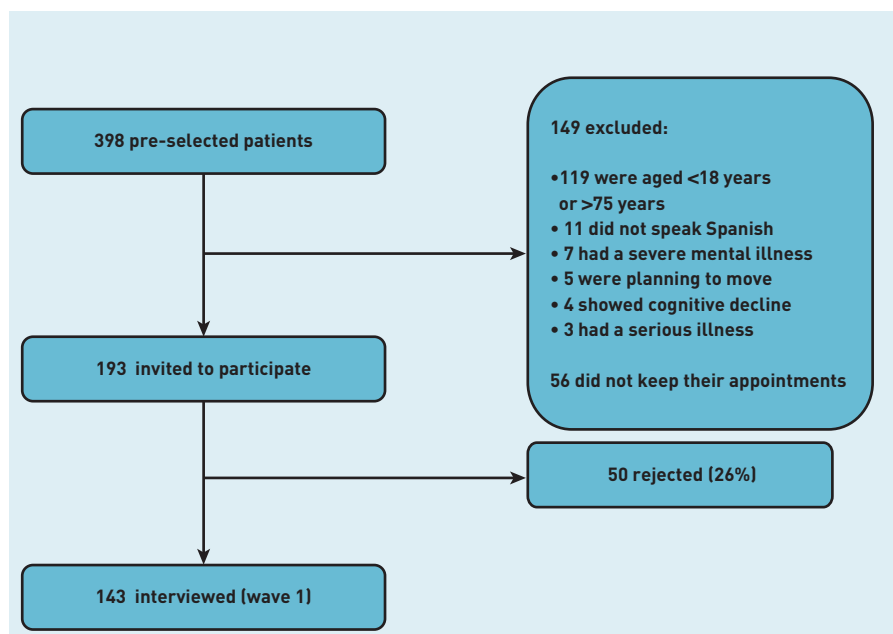 398 pre-selected patients
149 excluded:
•119 were aged <18 years
or >75 years
• 11 did not speak Spanish
• 7 had a severe mental illness
• 5 were planning to move
• 4 showed cognitive decline
• 3 had a serious illness
56 did not keep their appointments
193 invited to participate
50 rejected (26%)
143 interviewed (wave 1)